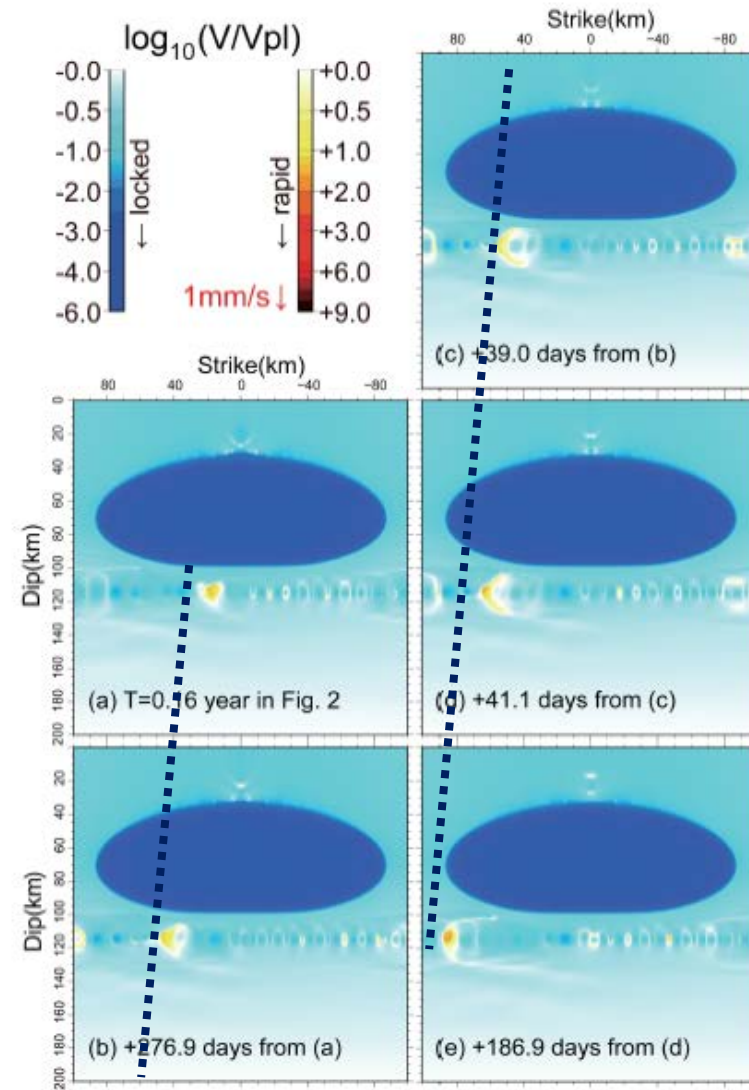 log10(V/Vpl)
-0.0
-0.5
-1.0
-2.0
-3.0
-4.0
-6.0
← locked
+0.0
+0.5
+1.0
+2.0
+3.0
+6.0
+9.0
← rapid
1mm/s ↓
Strike(km)
80 40 0 -40 -80
(c) +39.0 days from (b)
Strike(km)
80 40 0 -40 -80
Dip(km)
0 20 40 60 80 100 120 140 160 180 200
(a) T=0.16 year in Fig. 2
(d) +41.1 days from (c)
Dip(km)
20 40 60 80 100 120 140 160 180 200
(b) +276.9 days from (a)
(e) +186.9 days from (d)